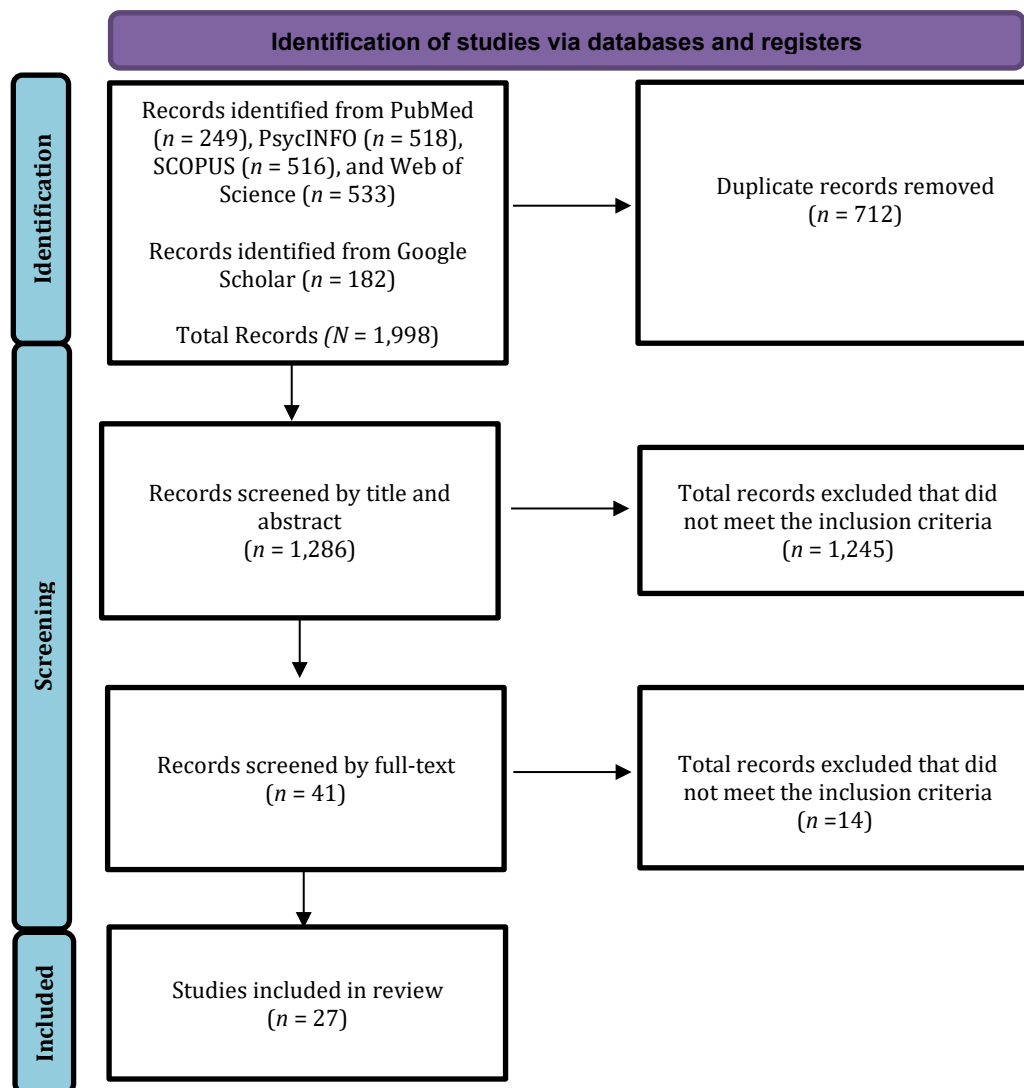 Identification of studies via databases and registers
Identification
Records identified from PubMed
(n = 249), PsycINFO (n = 518),
SCOPUS (n = 516), and Web of
Science (n = 533)
Records identified from Google
Scholar (n = 182)
Total Records (N = 1,998)
Duplicate records removed
(n = 712)
Screening
Records screened by title and
abstract
(n = 1,286)
Total records excluded that did
not meet the inclusion criteria
(n = 1,245)
Records screened by full-text
(n = 41)
Total records excluded that did
not meet the inclusion criteria
(n =14)
Included
Studies included in review
(n = 27)